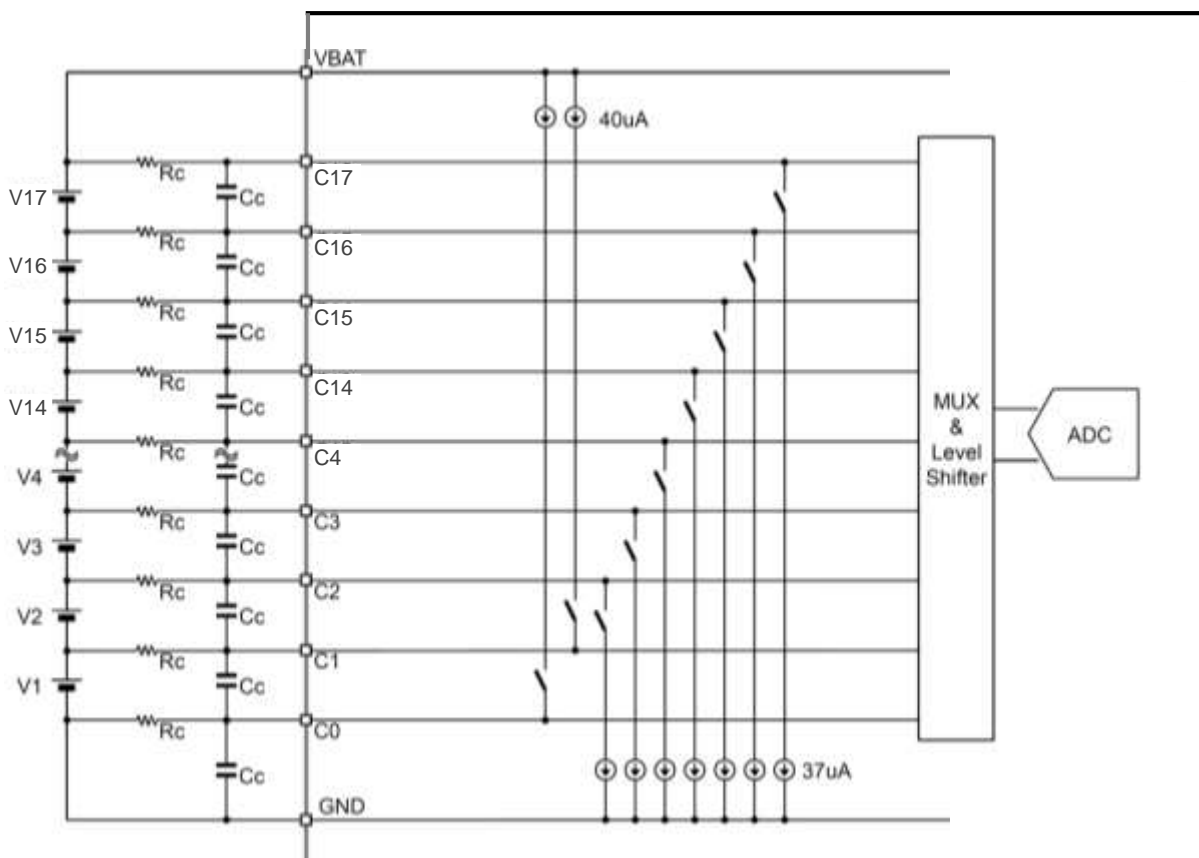 VBAT
40uA
Rc
C17
V17
Cc
Rc
C16
V16
Cc
Rc
C15
V15
Cc
Rc
C14
V14
Cc
MUX
&
Level
Shifter
ADC
Rc
C4
V4
Cc
Rc
C3
V3
Cc
Rc
C2
V2
Cc
Rc
C1
V1
Cc
Rc
C0
Cc
37uA
GND